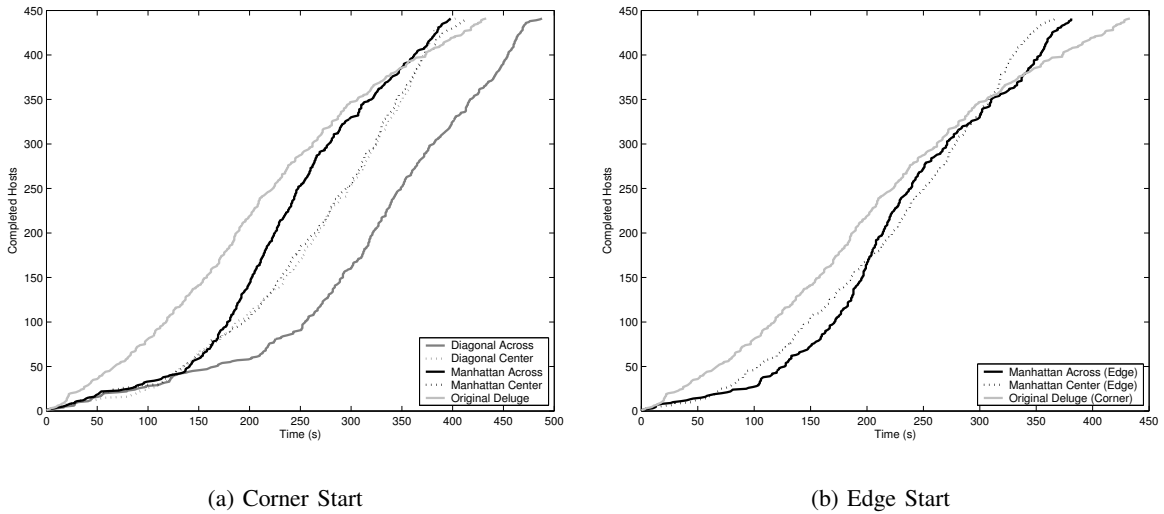 450
400
350
300
250
200
150
100
50
0
Completed Hosts
0 50 100 150 200 250 300 350 400 450 500
Time (s)
Diagonal Across
Diagonal Center
Manhattan Across
Manhattan Center
Original Deluge
(a) Corner Start
450
400
350
300
250
200
150
100
50
0
Completed Hosts
0 50 100 150 200 250 300 350 400 450
Time (s)
Manhattan Across (Edge)
Manhattan Center (Edge)
Original Deluge (Corner)
(b) Edge Start